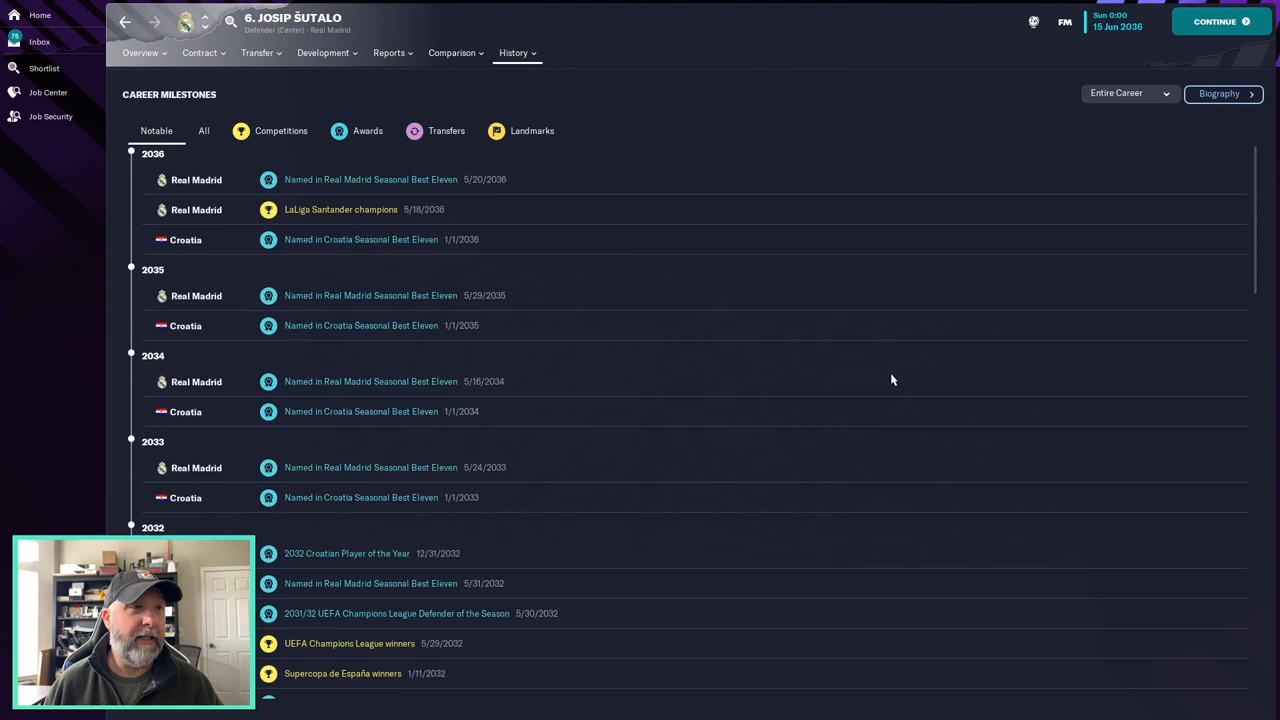 Home
75
Inbox
Shortlist
Job Center
Job Security
6. JOSIP ŠUTALO
Defender (Center) - Real Madrid
FM
Sun 0:00
15 Jun 2036
CONTINUE
Overview
Contract
Transfer
Development
Reports
Comparison
History
CAREER MILESTONES
Entire Career
Biography
Notable
All
Competitions
Awards
Transfers
Landmarks
2036
Real Madrid Named in Real Madrid Seasonal Best Eleven 5/20/2036
Real Madrid LaLiga Santander champions 5/18/2036
Croatia Named in Croatia Seasonal Best Eleven 1/1/2036
2035
Real Madrid Named in Real Madrid Seasonal Best Eleven 5/29/2035
Croatia Named in Croatia Seasonal Best Eleven 1/1/2035
2034
Real Madrid Named in Real Madrid Seasonal Best Eleven 5/16/2034
Croatia Named in Croatia Seasonal Best Eleven 1/1/2034
2033
Real Madrid Named in Real Madrid Seasonal Best Eleven 5/24/2033
Croatia Named in Croatia Seasonal Best Eleven 1/1/2033
2032
2032 Croatian Player of the Year 12/31/2032
Named in Real Madrid Seasonal Best Eleven 5/31/2032
2031/32 UEFA Champions League Defender of the Season 5/30/2032
UEFA Champions League winners 5/29/2032
Supercopa de España winners 1/11/2032